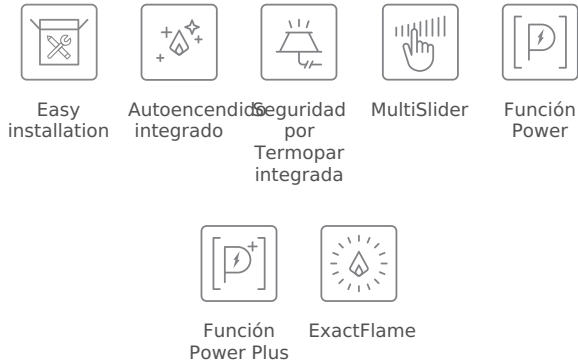 Easy
installation
Autoencendido
integrado
Seguridad
por
Termopar
integrada
MultiSlider
Función
Power
Función
Power Plus
ExactFlame